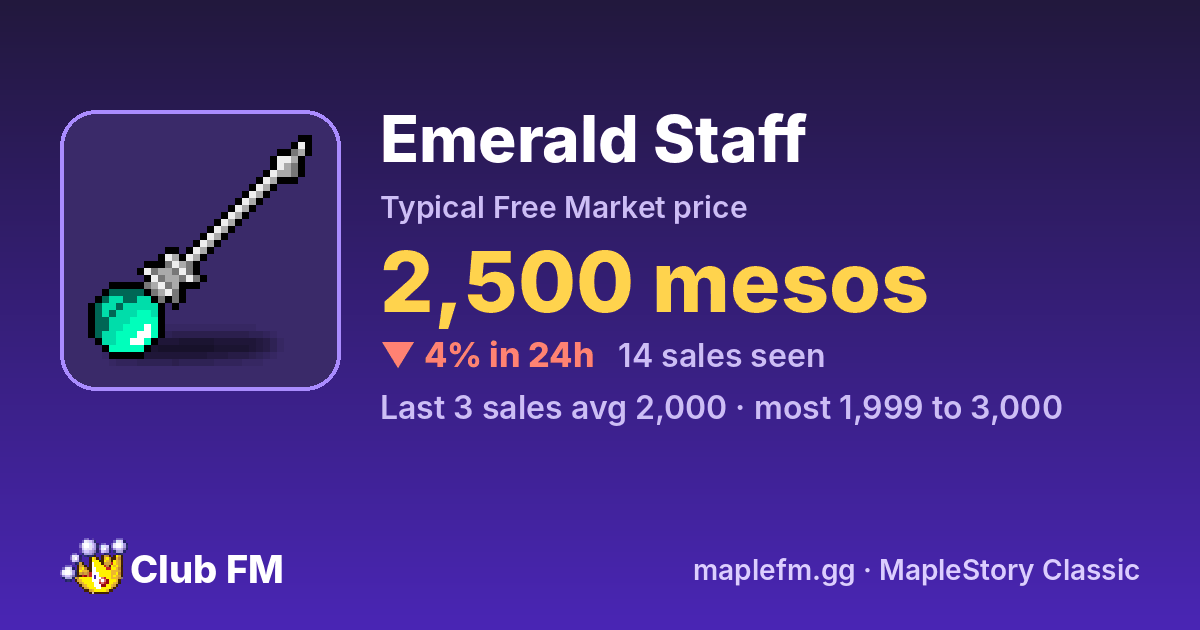 Emerald Staff
Typical Free Market price
2,500 mesos
▼ 4% in 24h 14 sales seen
Last 3 sales avg 2,000 · most 1,999 to 3,000
Club FM
maplefm.gg · MapleStory Classic